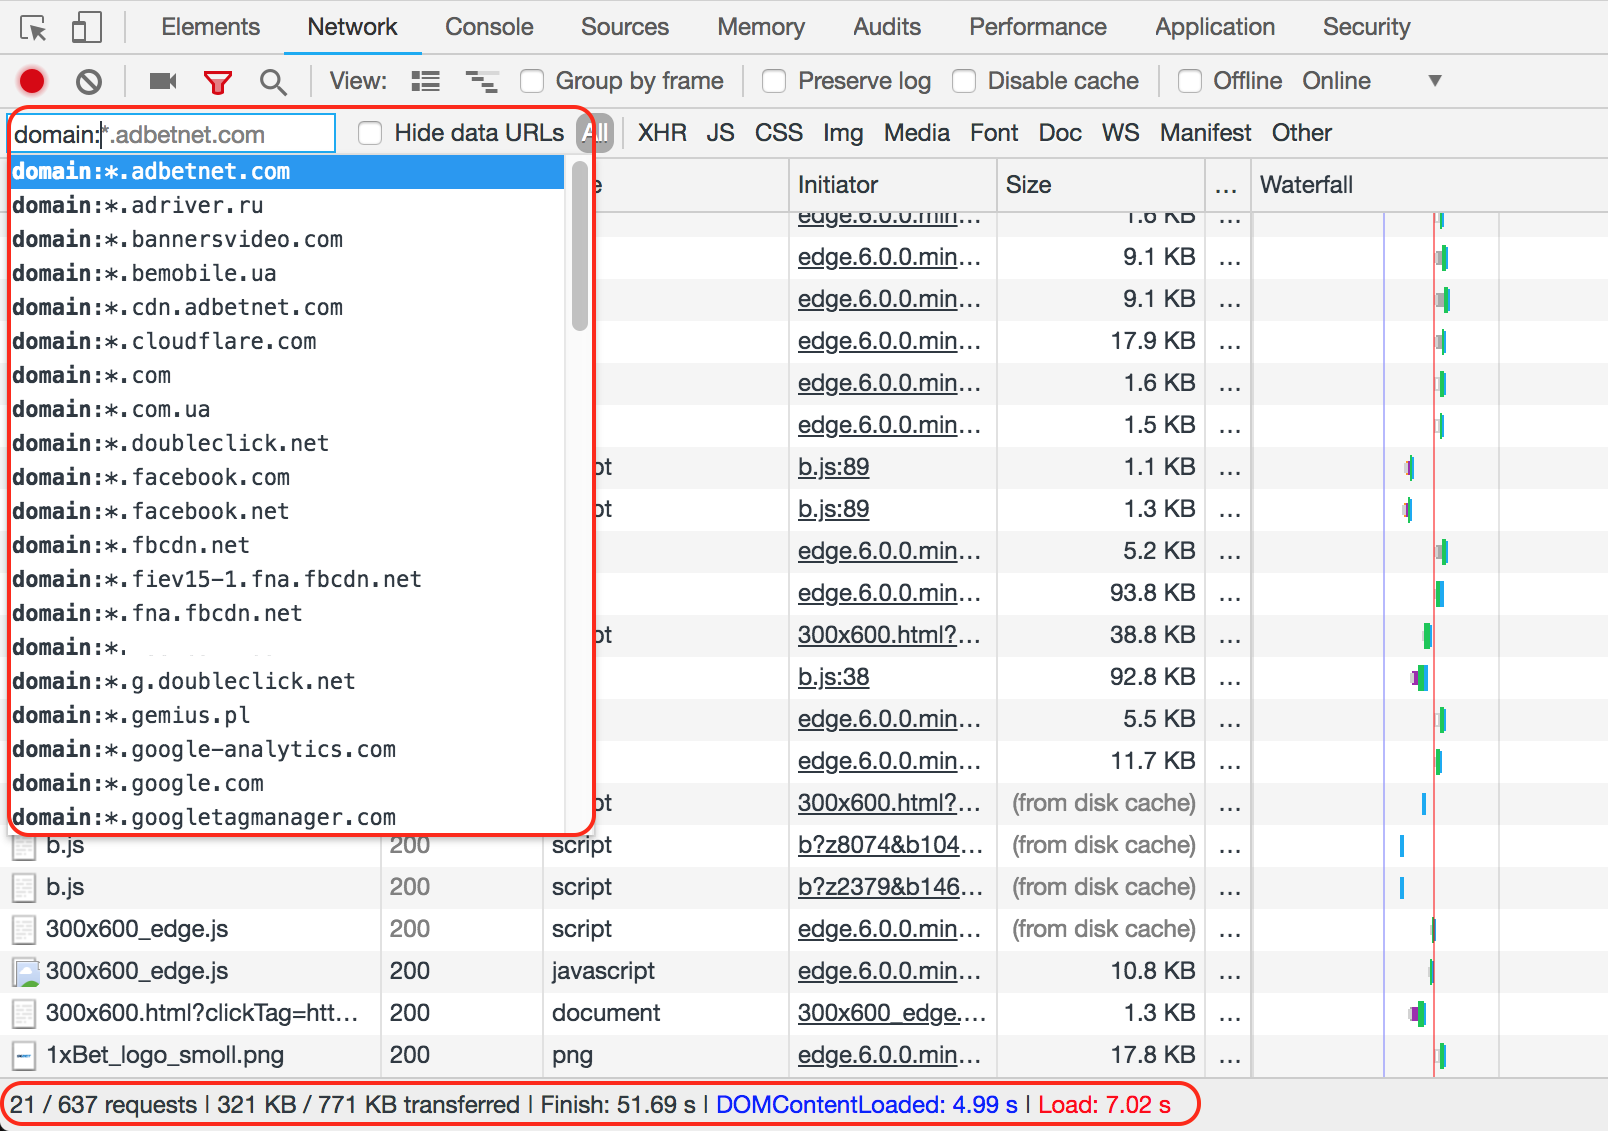 Elements Network Console Sources Memory Audits Performance Application Security
View: Group by frame Preserve log Disable cache Offline Online
domain:*.adbetnet.com Hide data URLs All XHR JS CSS Img Media Font Doc WS Manifest Other
Initiator Size ... Waterfall
domain:*.adbetnet.com
domain:*.adriver.ru
domain:*.bannersvideo.com
domain:*.bemobile.ua
domain:*.cdn.adbetnet.com
domain:*.cloudflare.com
domain:*.com
domain:*.com.ua
domain:*.doubleclick.net
domain:*.facebook.com
domain:*.facebook.net
domain:*.fbcdn.net
domain:*.fiev15-1.fna.fbcdn.net
domain:*.fna.fbcdn.net
domain:*.
domain:*.g.doubleclick.net
domain:*.gemius.pl
domain:*.google-analytics.com
domain:*.google.com
domain:*.googletagmanager.com
edge.6.0.0.min... 1.6 KB ...
edge.6.0.0.min... 9.1 KB ...
edge.6.0.0.min... 9.1 KB ...
edge.6.0.0.min... 17.9 KB ...
edge.6.0.0.min... 1.6 KB ...
edge.6.0.0.min... 1.5 KB ...
pt b.js:89 1.1 KB ...
pt b.js:89 1.3 KB ...
edge.6.0.0.min... 5.2 KB ...
edge.6.0.0.min... 93.8 KB ...
pt 300x600.html?... 38.8 KB ...
b.js:38 92.8 KB ...
edge.6.0.0.min... 5.5 KB ...
edge.6.0.0.min... 11.7 KB ...
pt 300x600.html?... (from disk cache) ...
b.js 200 script b?z8074&b104... (from disk cache) ...
b.js 200 script b?z2379&b146... (from disk cache) ...
300x600_edge.js 200 script edge.6.0.0.min... (from disk cache) ...
300x600_edge.js 200 javascript edge.6.0.0.min... 10.8 KB ...
300x600.html?clickTag=htt... 200 document 300x600_edge.... 1.3 KB ...
1xBet_logo_smoll.png 200 png edge.6.0.0.min... 17.8 KB ...
21 / 637 requests | 321 KB / 771 KB transferred | Finish: 51.69 s | DOMContentLoaded: 4.99 s | Load: 7.02 s